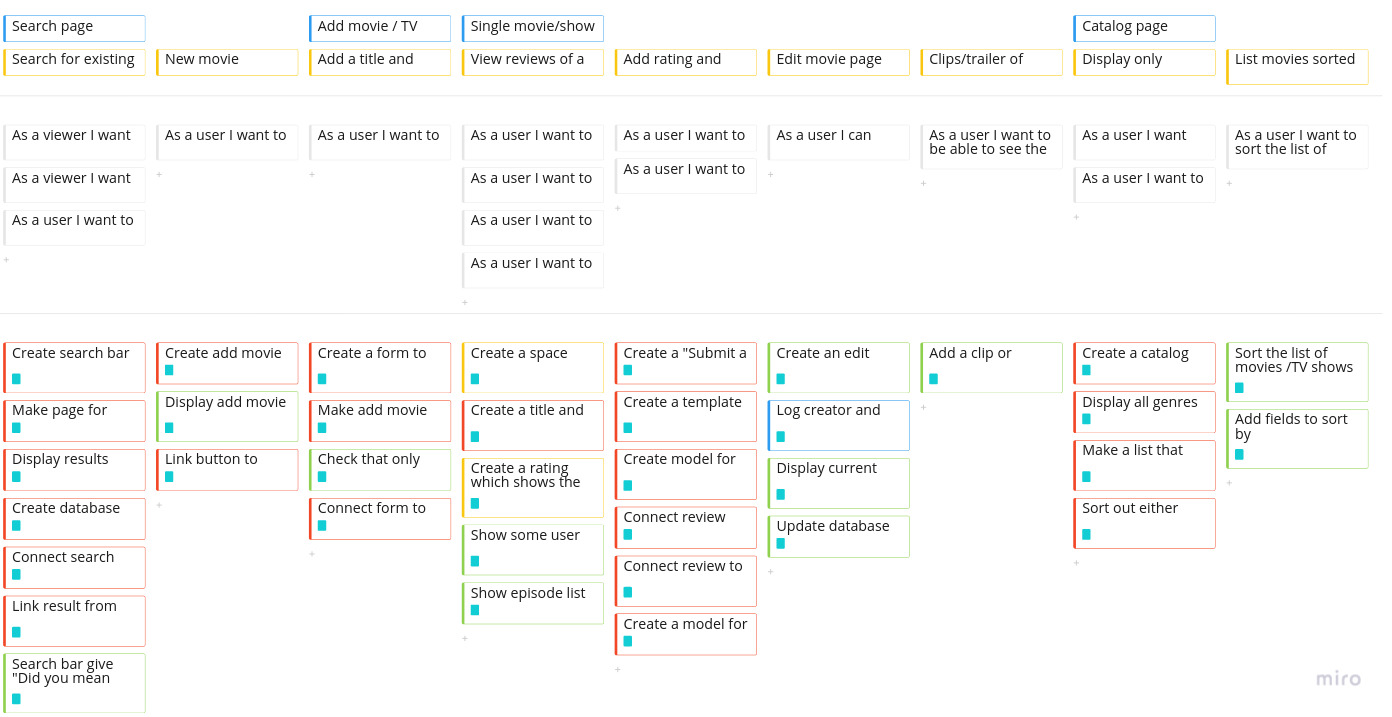 Search page
Add movie / TV
Single movie/show
Catalog page
Search for existing
New movie
Add a title and
View reviews of a
Add rating and
Edit movie page
Clips/trailer of
Display only
List movies sorted
As a viewer I want
As a viewer I want
As a user I want to
+
As a user I want to
+
As a user I want to
+
As a user I want to
As a user I want to
As a user I want to
As a user I want to
+
As a user I want to
As a user I want to
+
As a user I can
+
As a user I want to
be able to see the
+
As a user I want
As a user I want to
+
As a user I want to
sort the list of
+
Create search bar
Make page for
Display results
Create database
Connect search
Link result from
Search bar give
"Did you mean
Create add movie
Display add movie
Link button to
+
Create a form to
Make add movie
Check that only
Connect form to
+
Create a space
Create a title and
Create a rating
which shows the
Show some user
Show episode list
+
Create a "Submit a
Create a template
Create model for
Connect review
Connect review to
Create a model for
+
Create an edit
Log creator and
Display current
Update database
+
Add a clip or
+
Create a catalog
Display all genres
Make a list that
Sort out either
+
Sort the list of
movies /TV shows
Add fields to sort
by
+
miro